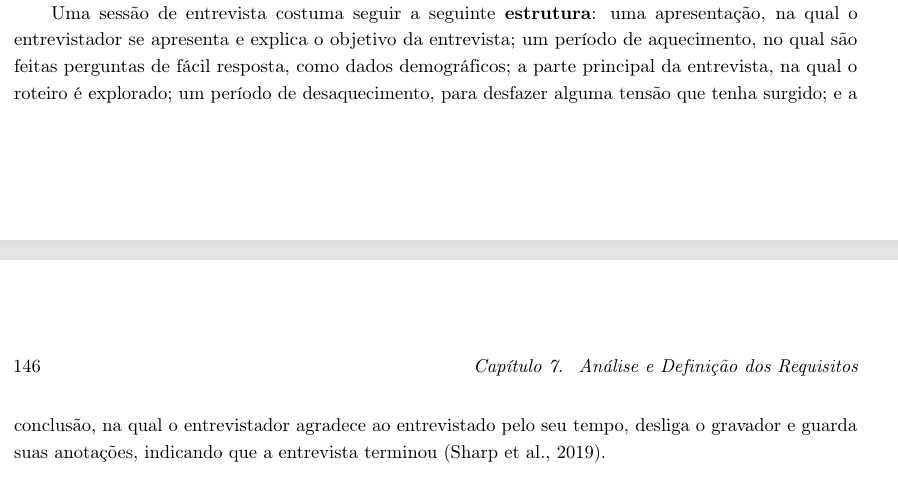 Uma sessão de entrevista costuma seguir a seguinte estrutura: uma apresentação, na qual o
entrevistador se apresenta e explica o objetivo da entrevista; um período de aquecimento, no qual são
feitas perguntas de fácil resposta, como dados demográficos; a parte principal da entrevista, na qual o
roteiro é explorado; um período de desaquecimento, para desfazer alguma tensão que tenha surgido; e a
146 Capítulo 7. Análise e Definição dos Requisitos
conclusão, na qual o entrevistador agradece ao entrevistado pelo seu tempo, desliga o gravador e guarda
suas anotações, indicando que a entrevista terminou (Sharp et al., 2019).